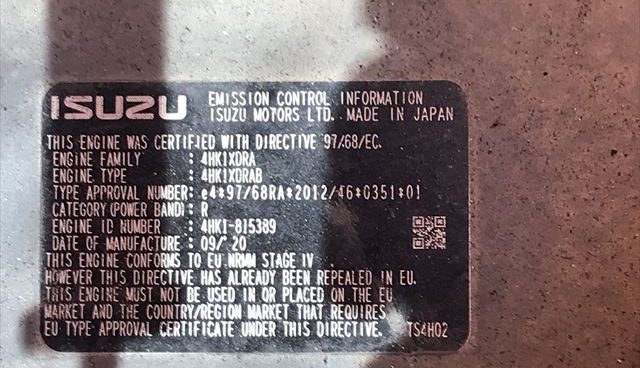 ISUZU EMISSION CONTROL INFORMATION
ISUZU MOTORS LTD. MADE IN JAPAN
THIS ENGINE WAS CERTIFIED WITH DIRECTIVE 97/68/EC.
ENGINE FAMILY : 4HK1XDRA
ENGINE TYPE : 4HK1XDRAB
TYPE APPROVAL NUMBER : e4*97/68RA*2012/46*0351*01
CATEGORY (POWER BAND) : R
ENGINE ID NUMBER : 4HK1-815389
DATE OF MANUFACTURE : 09/'20
THIS ENGINE CONFORMS TO EU.NRMM STAGE IV
HOWEVER THIS DIRECTIVE HAS ALREADY BEEN REPEALED IN EU.
THIS ENGINE MUST NOT BE USED IN OR PLACED ON THE EU
MARKET AND THE COUNTRY/REGION MARKET THAT REQUIRES
EU TYPE APPROVAL CERTIFICATE UNDER THIS DIRECTIVE. TS4H02